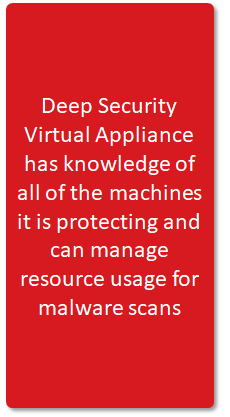 Deep Security
Virtual Appliance
has knowledge of
all of the machines
it is protecting and
can manage
resource usage for
malware scans